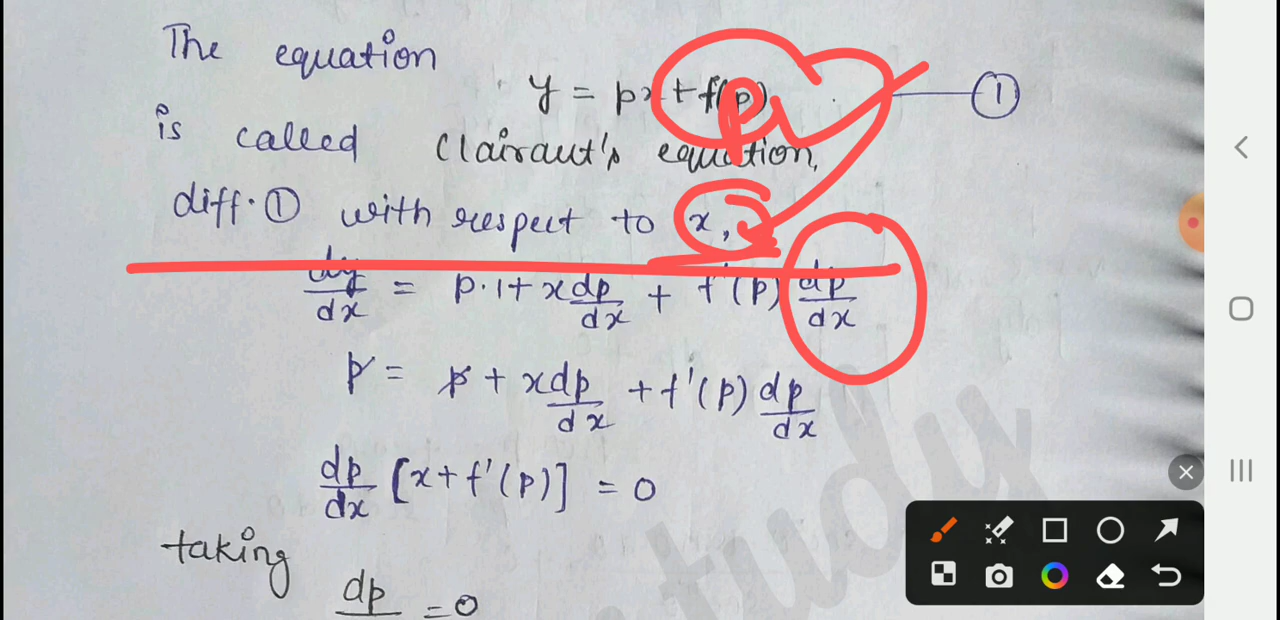 The equation
y = px + f(p) ①
is called Clairaut's equation,
diff. ① with respect to x,
dy/dx = p.1 + x dp/dx + f'(p) dp/dx
p = p + x dp/dx + f'(p) dp/dx
dp/dx [x + f'(p)] = 0
taking
dp = 0
study